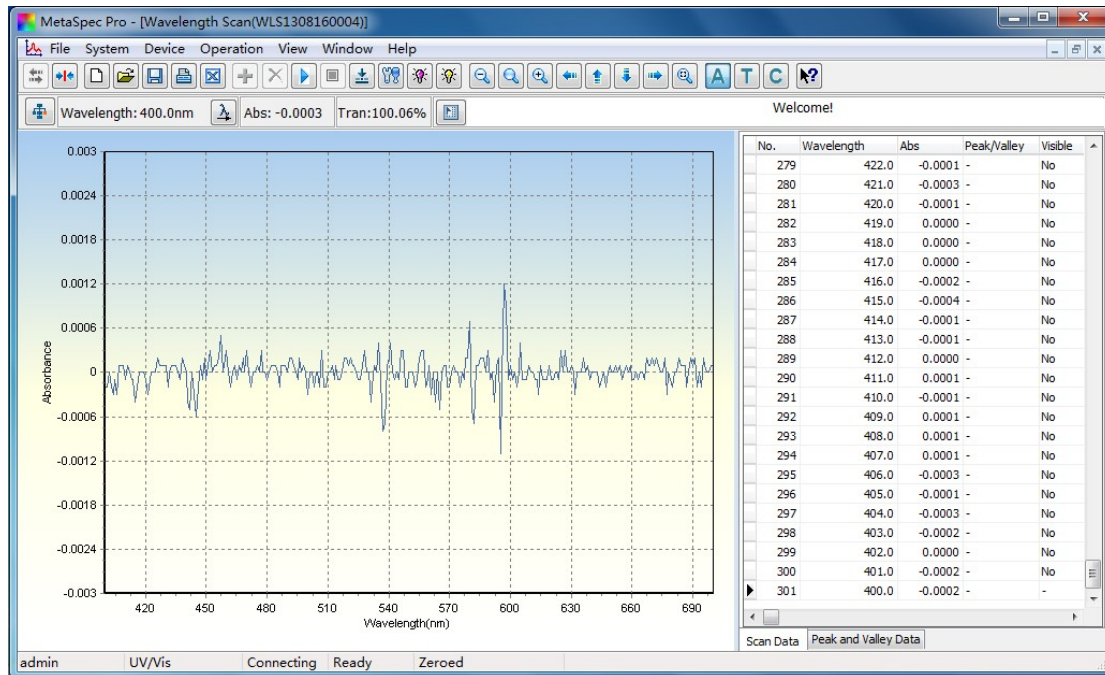 MetaSpec Pro - [Wavelength Scan(WLS1308160004)]
File System Device Operation View Window Help
A T C
Wavelength: 400.0nm Abs: -0.0003 Tran:100.06% Welcome!
0.003
0.0024
0.0018
0.0012
0.0006
0
-0.0006
-0.0012
-0.0018
-0.0024
-0.003
Absorbance
420 450 480 510 540 570 600 630 660 690
Wavelength(nm)
No. Wavelength Abs Peak/Valley Visible
279 422.0 -0.0001 - No
280 421.0 -0.0003 - No
281 420.0 -0.0001 - No
282 419.0 0.0000 - No
283 418.0 0.0000 - No
284 417.0 0.0000 - No
285 416.0 -0.0002 - No
286 415.0 -0.0004 - No
287 414.0 -0.0001 - No
288 413.0 -0.0001 - No
289 412.0 0.0000 - No
290 411.0 0.0001 - No
291 410.0 0.0001 - No
292 409.0 0.0001 - No
293 408.0 0.0001 - No
294 407.0 0.0001 - No
295 406.0 -0.0003 - No
296 405.0 -0.0001 - No
297 404.0 -0.0003 - No
298 403.0 -0.0002 - No
299 402.0 0.0000 - No
300 401.0 -0.0002 - No
301 400.0 -0.0002 - -
Scan Data Peak and Valley Data
admin UV/Vis Connecting Ready Zeroed